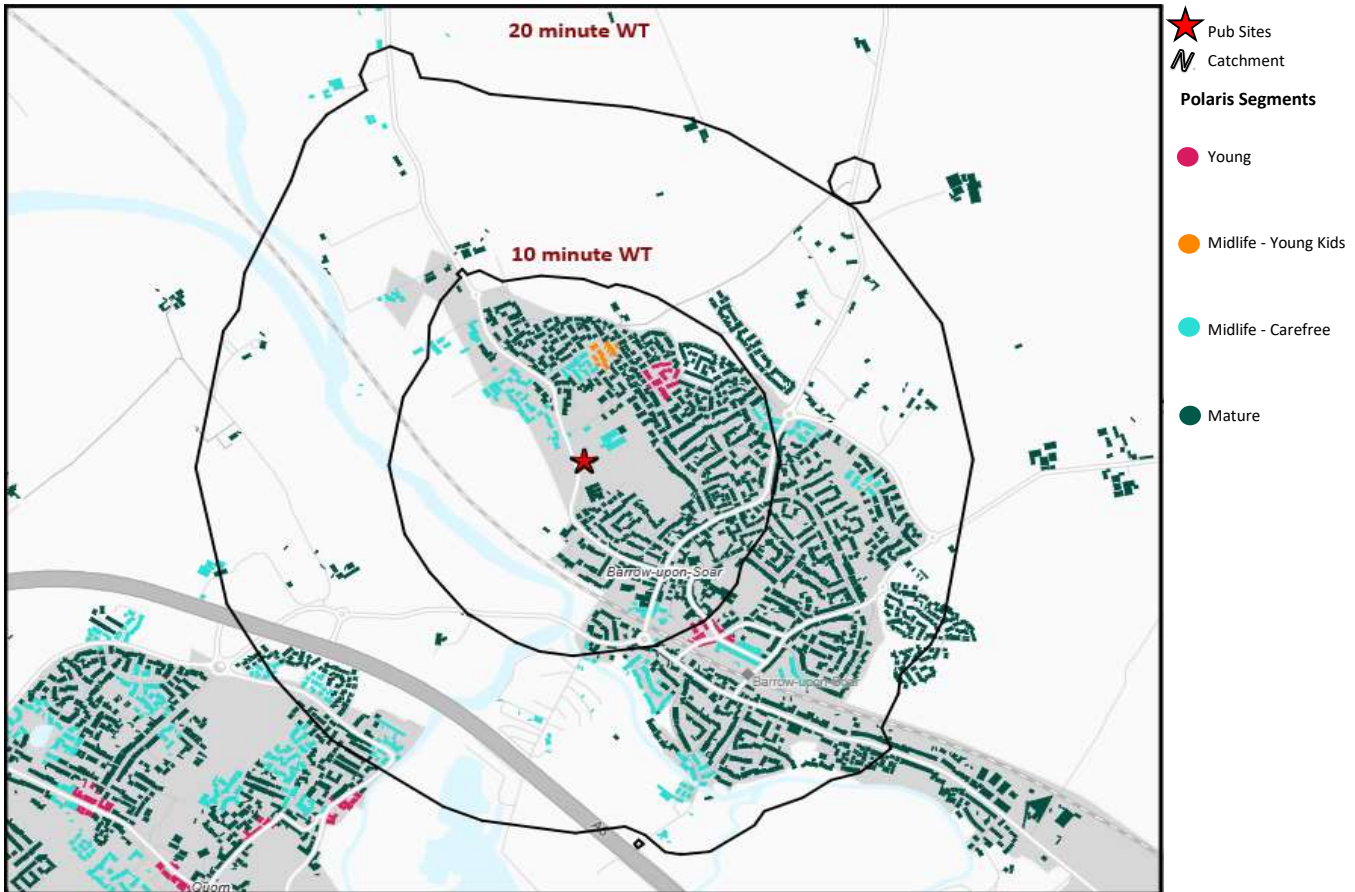 20 minute WT
10 minute WT
Barrow-upon-Soar
Barrow-upon-Soar
A6
Quorn
Pub Sites
Catchment
Polaris Segments
Young
Midlife - Young Kids
Midlife - Carefree
Mature